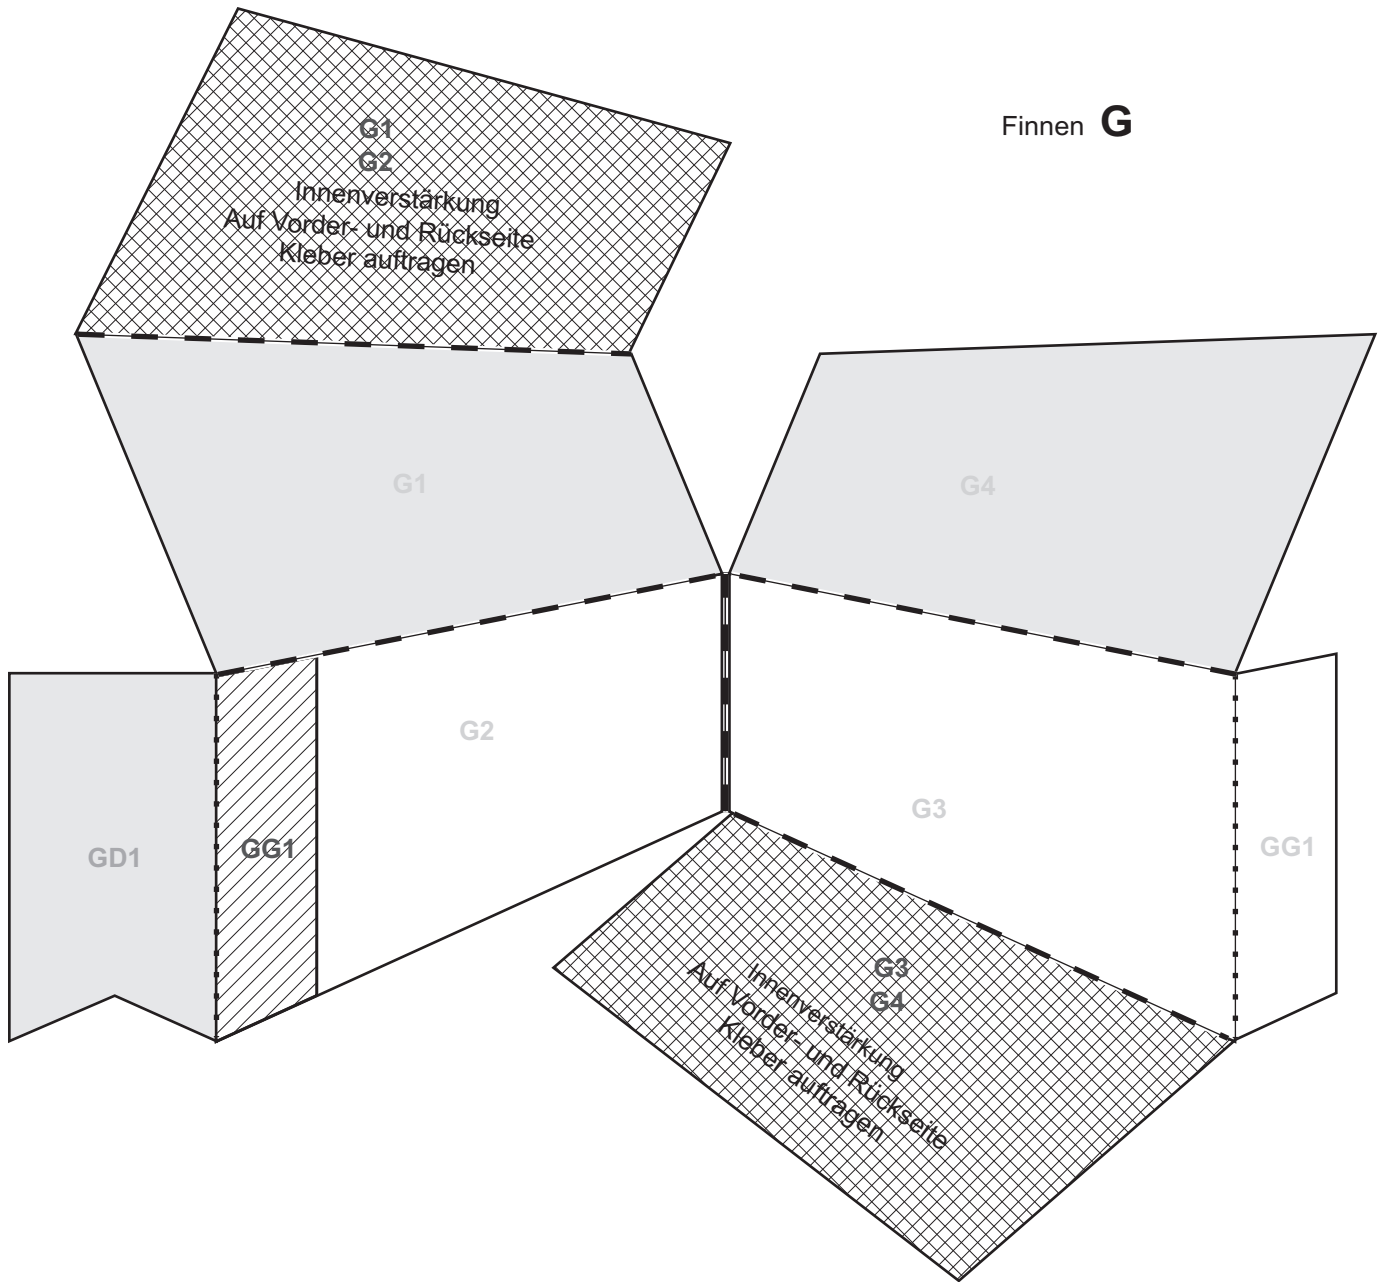 Finnen G
G1
G2
Innenverstärkung
Auf Vorder- und Rückseite
Kleber auftragen
G1
G4
G2
G3
GD1
GG1
GG1
G3
G4
Innenverstärkung
Auf Vorder- und Rückseite
Kleber auftragen